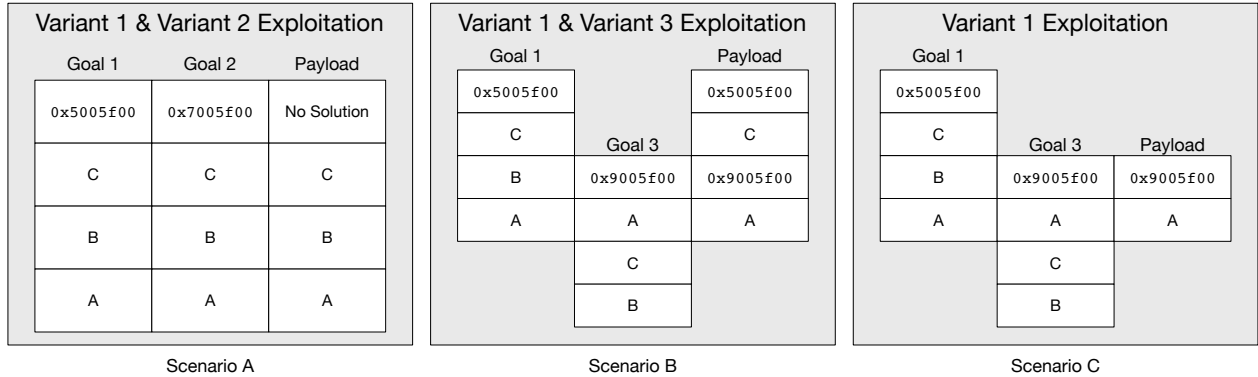 Variant 1 & Variant 2 Exploitation
Goal 1 Goal 2 Payload
0x5005f00 0x7005f00 No Solution
C C C
B B B
A A A
Scenario A
Variant 1 & Variant 3 Exploitation
Goal 1 Payload
0x5005f00 0x5005f00
C C
Goal 3
B 0x9005f00 0x9005f00
A A A
C
B
Scenario B
Variant 1 Exploitation
Goal 1
0x5005f00
C
Goal 3 Payload
B 0x9005f00 0x9005f00
A A A
C
B
Scenario C